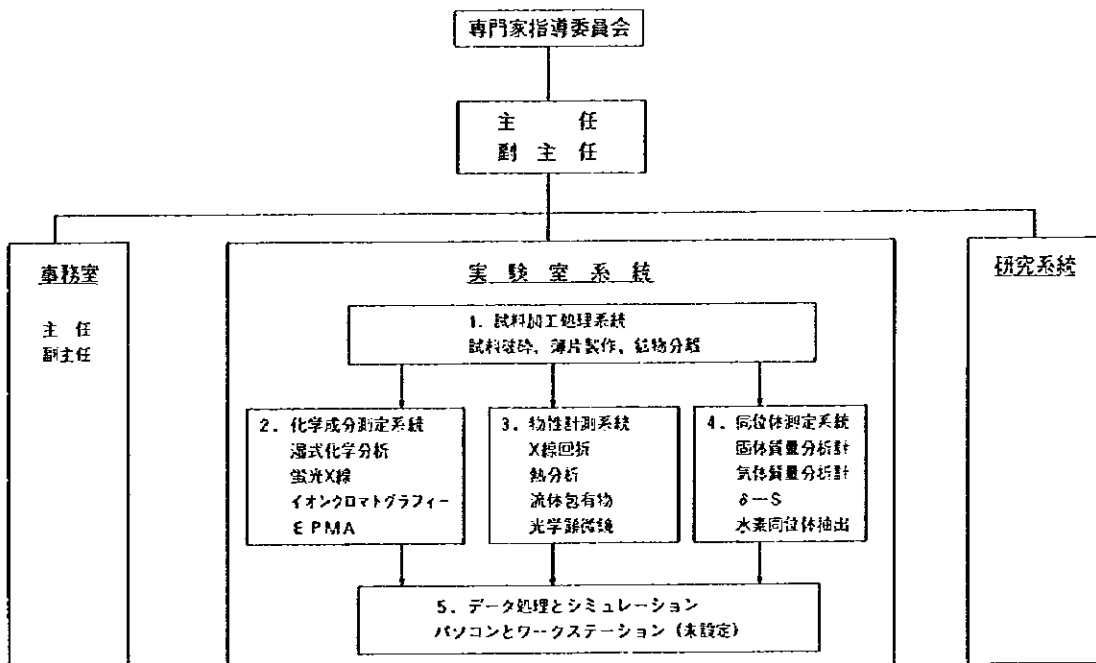 専門家指導委員会
主 任
副 主 任
事務室
主 任
副主任
実 験 室 系 統
1. 試料加工処理系統
試料破砕, 薄片製作, 鉱物分離
2. 化学成分測定系統
湿式化学分析
蛍光X線
イオンクロマトグラフィー
EPMA
3. 物性計測系統
X線回折
熱分析
流体包有物
光学顕微鏡
4. 同位体測定系統
固体質量分析計
気体質量分析計
δ-S
水素同位体抽出
5. データ処理とシミュレーション
パソコンとワークステーション (未設定)
研究系統